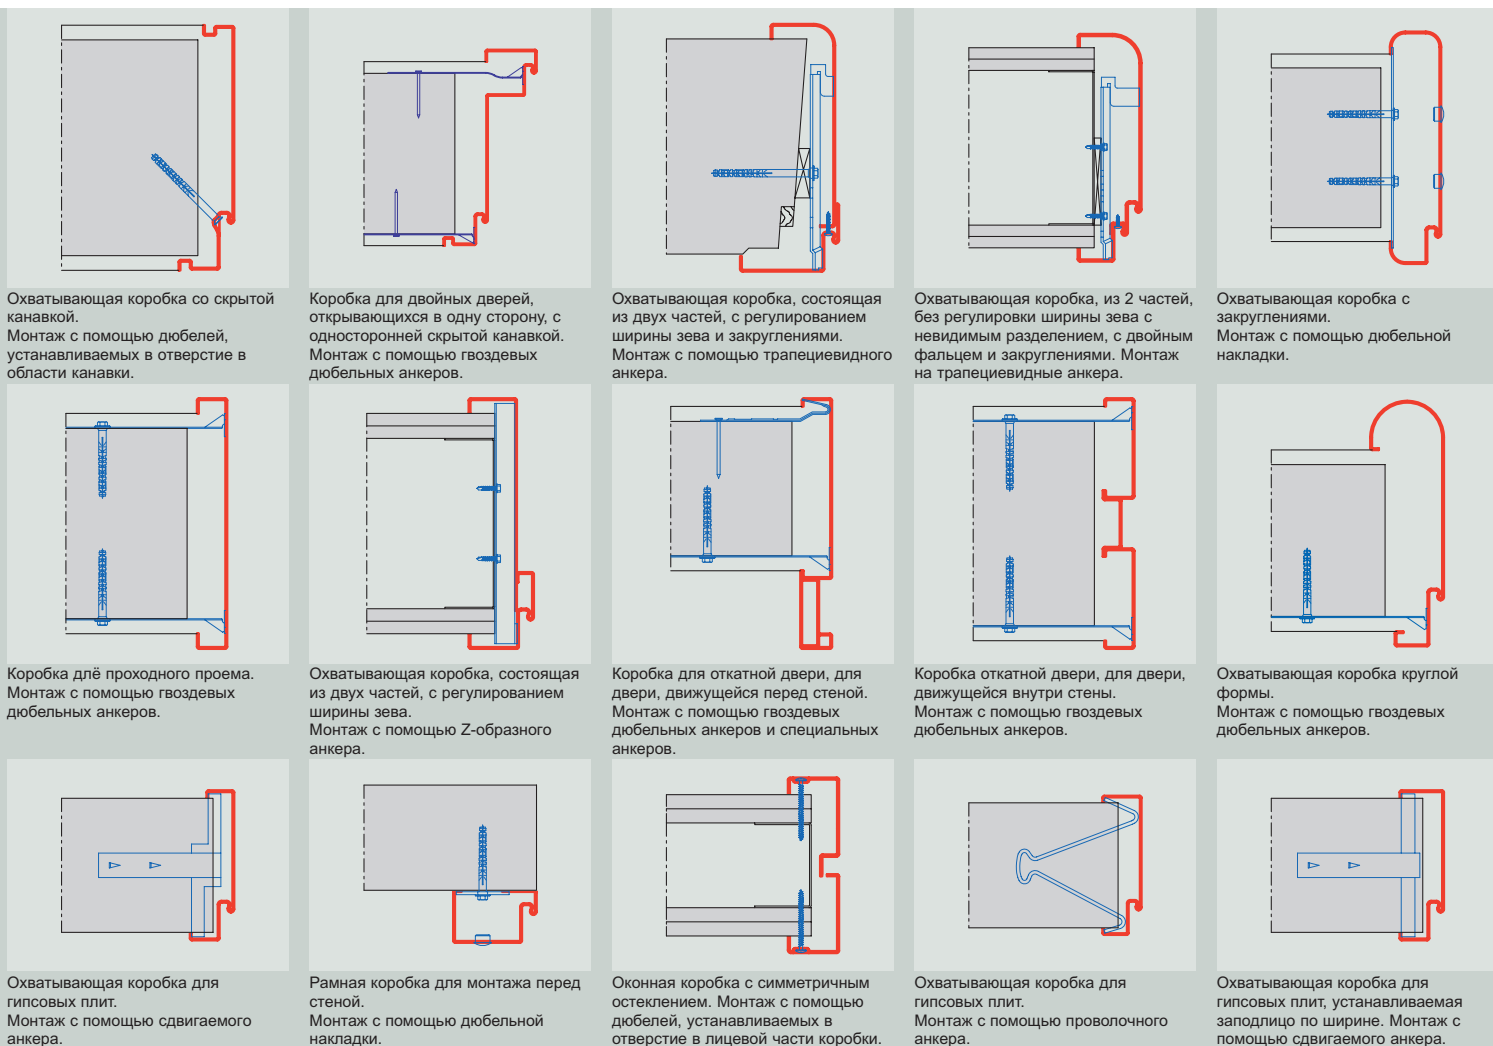 Охватывающая коробка со скрытой
канавкой.
Монтаж с помощью дюбелей,
устанавливаемых в отверстие в
области канавки.
Коробка для двойных дверей,
открывающихся в одну сторону, с
односторонней скрытой канавкой.
Монтаж с помощью гвоздевых
дюбельных анкеров.
Охватывающая коробка, состоящая
из двух частей, с регулированием
ширины зева и закруглениями.
Монтаж с помощью трапециевидного
анкера.
Охватывающая коробка, из 2 частей,
без регулировки ширины зева с
невидимым разделением, с двойным
фальцем и закруглениями. Монтаж
на трапециевидные анкера.
Охватывающая коробка с
закруглениями.
Монтаж с помощью дюбельной
накладки.
Коробка длё проходного проема.
Монтаж с помощью гвоздевых
дюбельных анкеров.
Охватывающая коробка, состоящая
из двух частей, с регулированием
ширины зева.
Монтаж с помощью Z-образного
анкера.
Коробка для откатной двери, для
двери, движущейся перед стеной.
Монтаж с помощью гвоздевых
дюбельных анкеров и специальных
анкеров.
Коробка откатной двери, для двери,
движущейся внутри стены.
Монтаж с помощью гвоздевых
дюбельных анкеров.
Охватывающая коробка круглой
формы.
Монтаж с помощью гвоздевых
дюбельных анкеров.
Охватывающая коробка для
гипсовых плит.
Монтаж с помощью сдвигаемого
анкера.
Рамная коробка для монтажа перед
стеной.
Монтаж с помощью дюбельной
накладки.
Оконная коробка с симметричным
остеклением. Монтаж с помощью
дюбелей, устанавливаемых в
отверстие в лицевой части коробки.
Охватывающая коробка для
гипсовых плит.
Монтаж с помощью проволочного
анкера.
Охватывающая коробка для
гипсовых плит, устанавливаемая
заподлицо по ширине. Монтаж с
помощью сдвигаемого анкера.